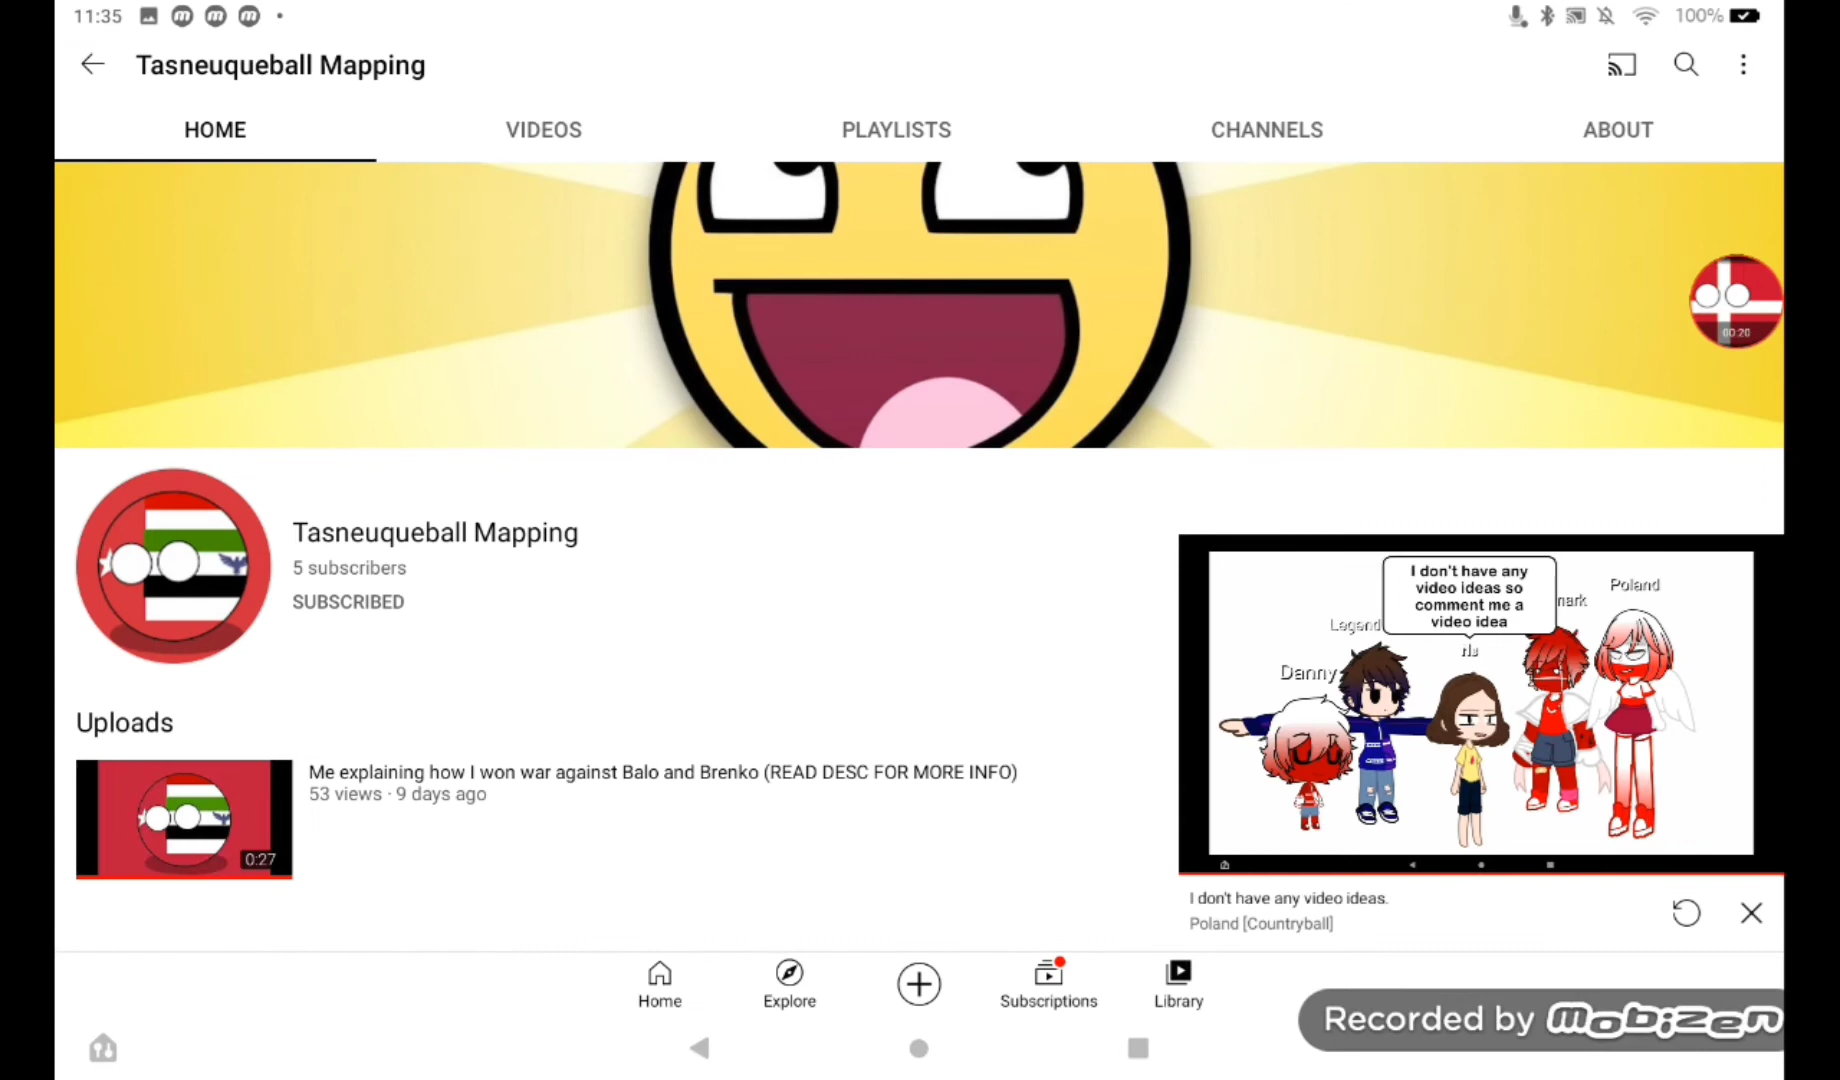 11:35
100%
Tasneuqueball Mapping
HOME
VIDEOS
PLAYLISTS
CHANNELS
ABOUT
00:20
Tasneuqueball Mapping
5 subscribers
SUBSCRIBED
Uploads
Me explaining how I won war against Balo and Brenko (READ DESC FOR MORE INFO)
53 views · 9 days ago
0:27
I don't have any
video ideas so
comment me a
video idea
Poland
Legend
Danny
I don't have any video ideas.
Poland [Countryball]
Home
Explore
Subscriptions
Library
Recorded by mobizen